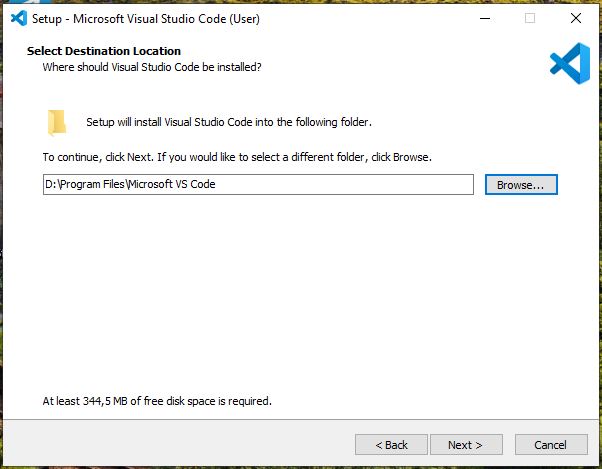 Setup - Microsoft Visual Studio Code (User)
Select Destination Location
Where should Visual Studio Code be installed?
Setup will install Visual Studio Code into the following folder.
To continue, click Next. If you would like to select a different folder, click Browse.
D:\Program Files\Microsoft VS Code
Browse...
At least 344,5 MB of free disk space is required.
< Back
Next >
Cancel